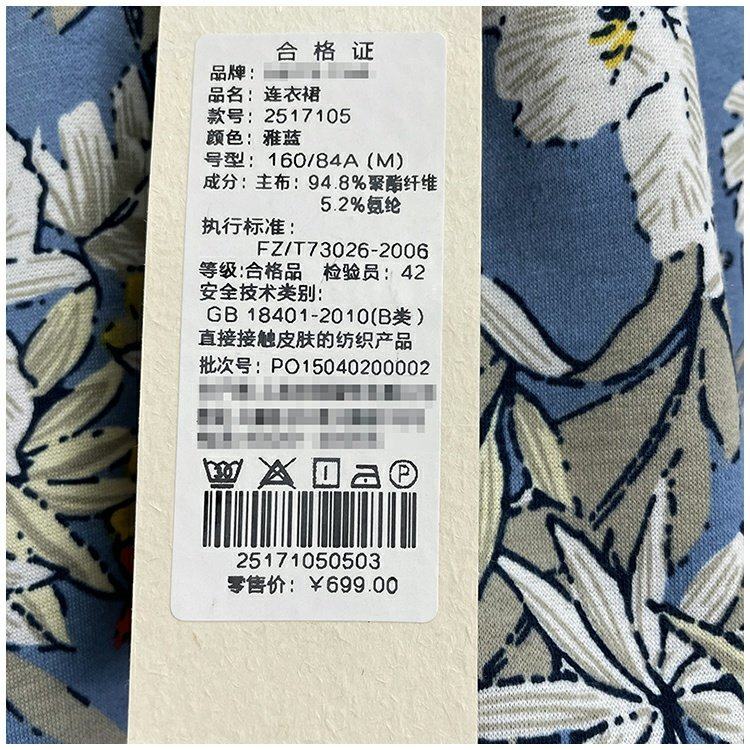 合格证
品牌:
品名: 连衣裙
款号: 2517105
颜色: 雅蓝
号型: 160/84A (M)
成分: 主布: 94.8%聚酯纤维
5.2%氨纶
执行标准:
FZ/T73026-2006
等级:合格品 检验员: 42
安全技术类别:
GB 18401-2010(B类)
直接接触皮肤的纺织产品
批次号: PO15040200002
25171050503
零售价: ￥699.00